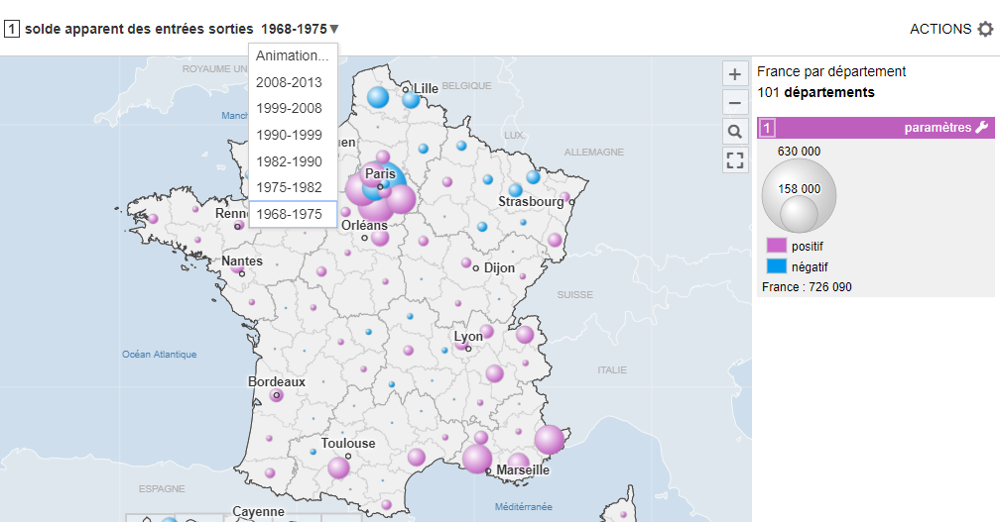 1 solde apparent des entrées sorties 1968-1975▼
ACTIONS
Animation...
2008-2013
1999-2008
1990-1999
1982-1990
1975-1982
1968-1975
ROYAUME UN
Lille
BELGIQUE
Manch
LUX.
en
ALLEMAGNE
Paris
Strasbourg
Renn
Orléans
Nantes
Dijon
SUISSE
Océan Atlantique
Lyon
ITALIE
Bordeaux
Toulouse
Marseille
ESPAGNE
Méditerranée
Cayenne
+
−
France par département
101 départements
1 paramètres
630 000
158 000
positif
négatif
France : 726 090